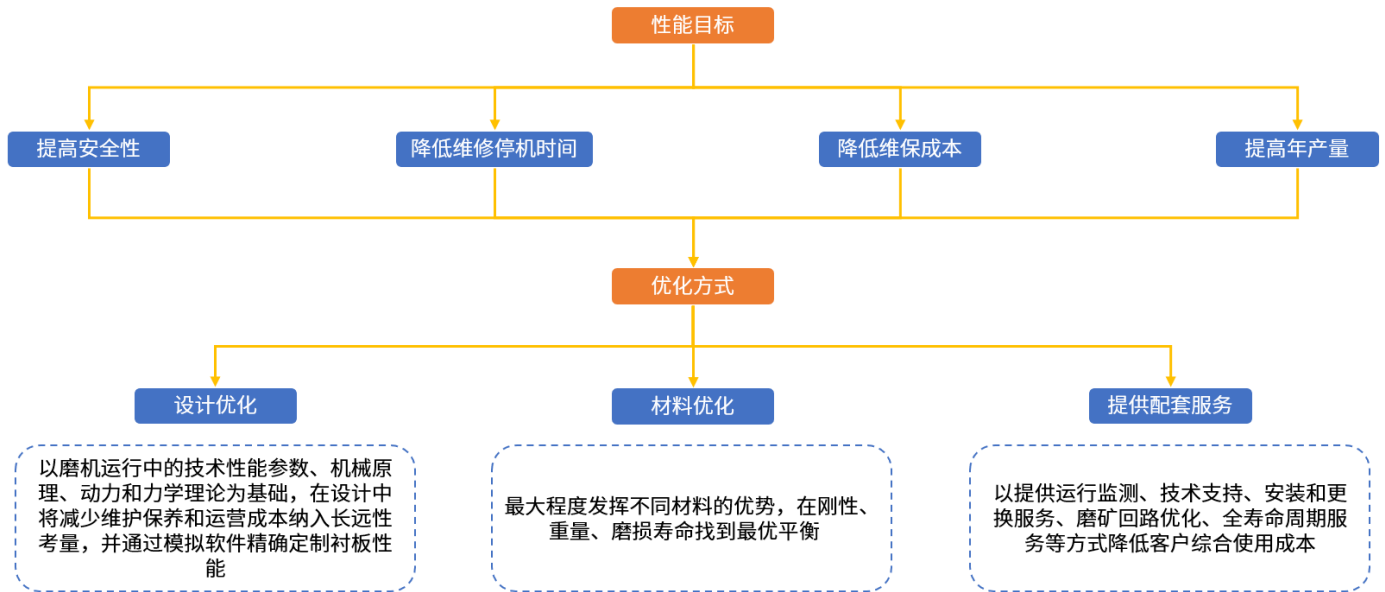 性能目标
提高安全性
降低维修停机时间
降低维保成本
提高年产量
优化方式
设计优化
材料优化
提供配套服务
以磨机运行中的技术性能参数、机械原
理、动力和力学理论为基础，在设计中
将减少维护保养和运营成本纳入长远性
考量，并通过模拟软件精确定制衬板性
能
最大程度发挥不同材料的优势，在刚性、
重量、磨损寿命找到最优平衡
以提供运行监测、技术支持、安装和更
换服务、磨矿回路优化、全寿命周期服
务等方式降低客户综合使用成本